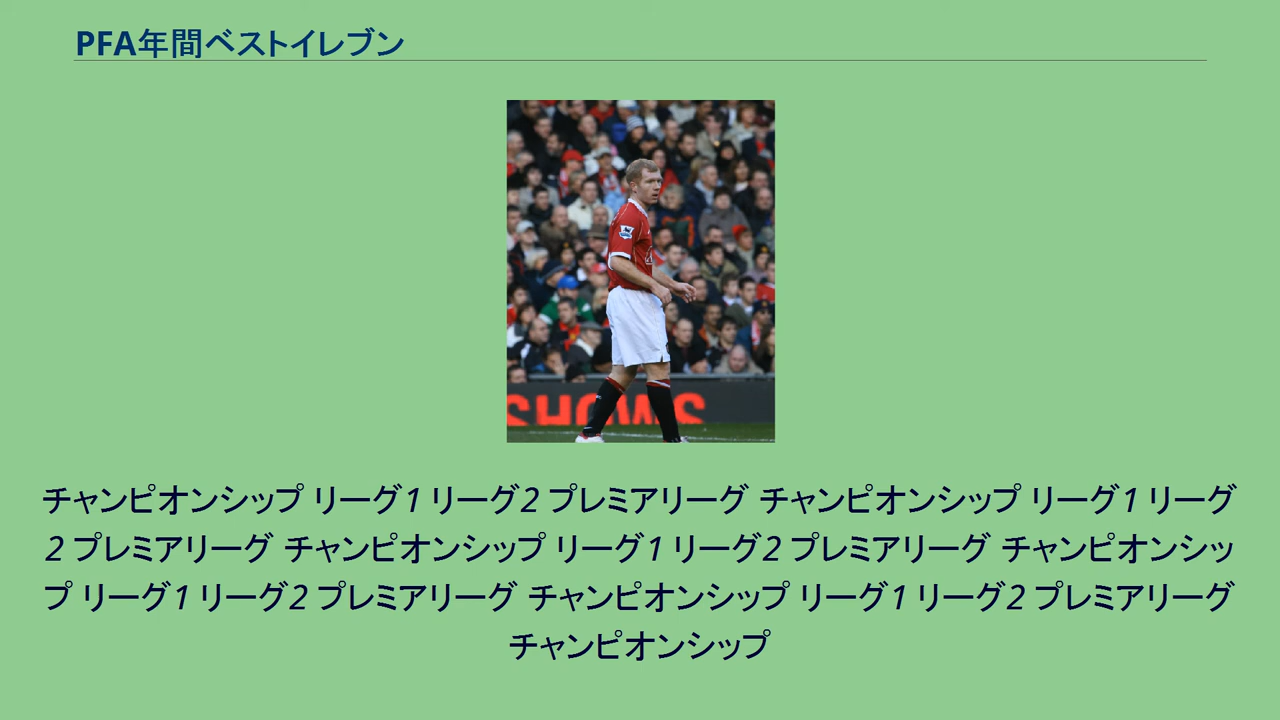 PFA年間ベストイレブン
SHOWS
チャンピオンシップ リーグ1 リーグ2 プレミアリーグ チャンピオンシップ リーグ1 リーグ
2 プレミアリーグ チャンピオンシップ リーグ1 リーグ2 プレミアリーグ チャンピオンシッ
プ リーグ1 リーグ2 プレミアリーグ チャンピオンシップ リーグ1 リーグ2 プレミアリーグ
チャンピオンシップ